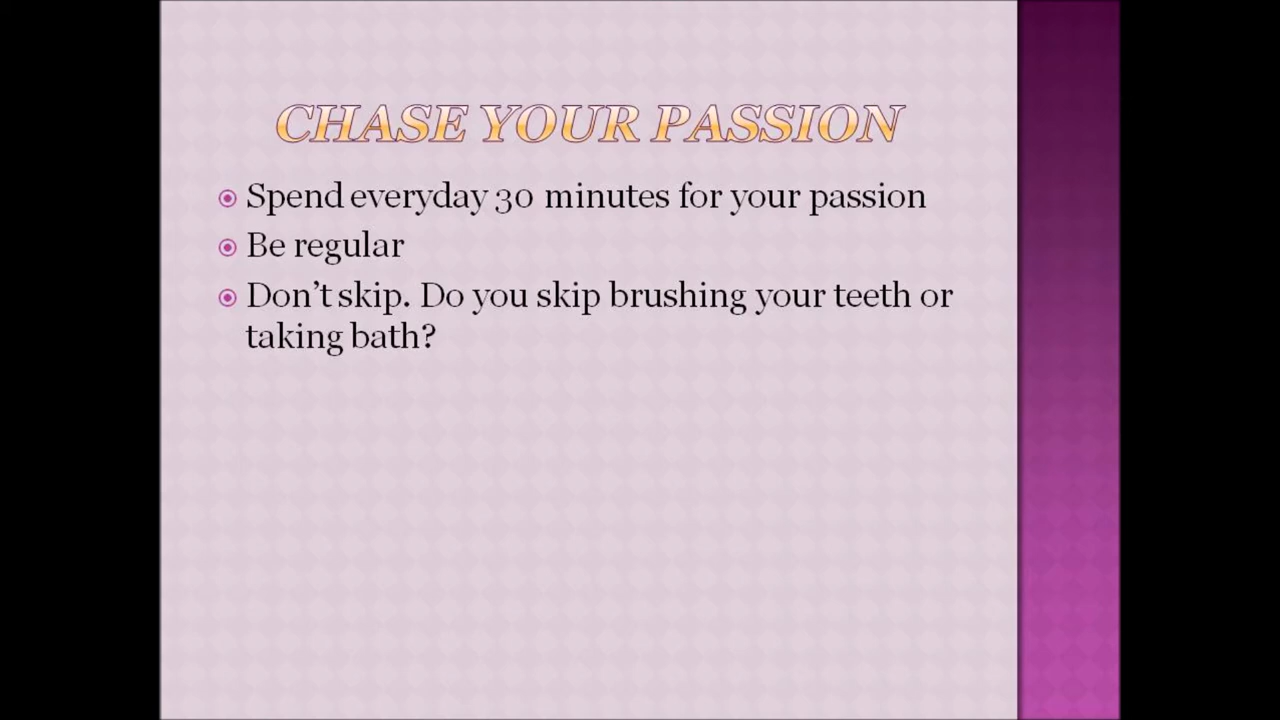 CHASE YOUR PASSION
Spend everyday 30 minutes for your passion
Be regular
Don't skip. Do you skip brushing your teeth or
taking bath?